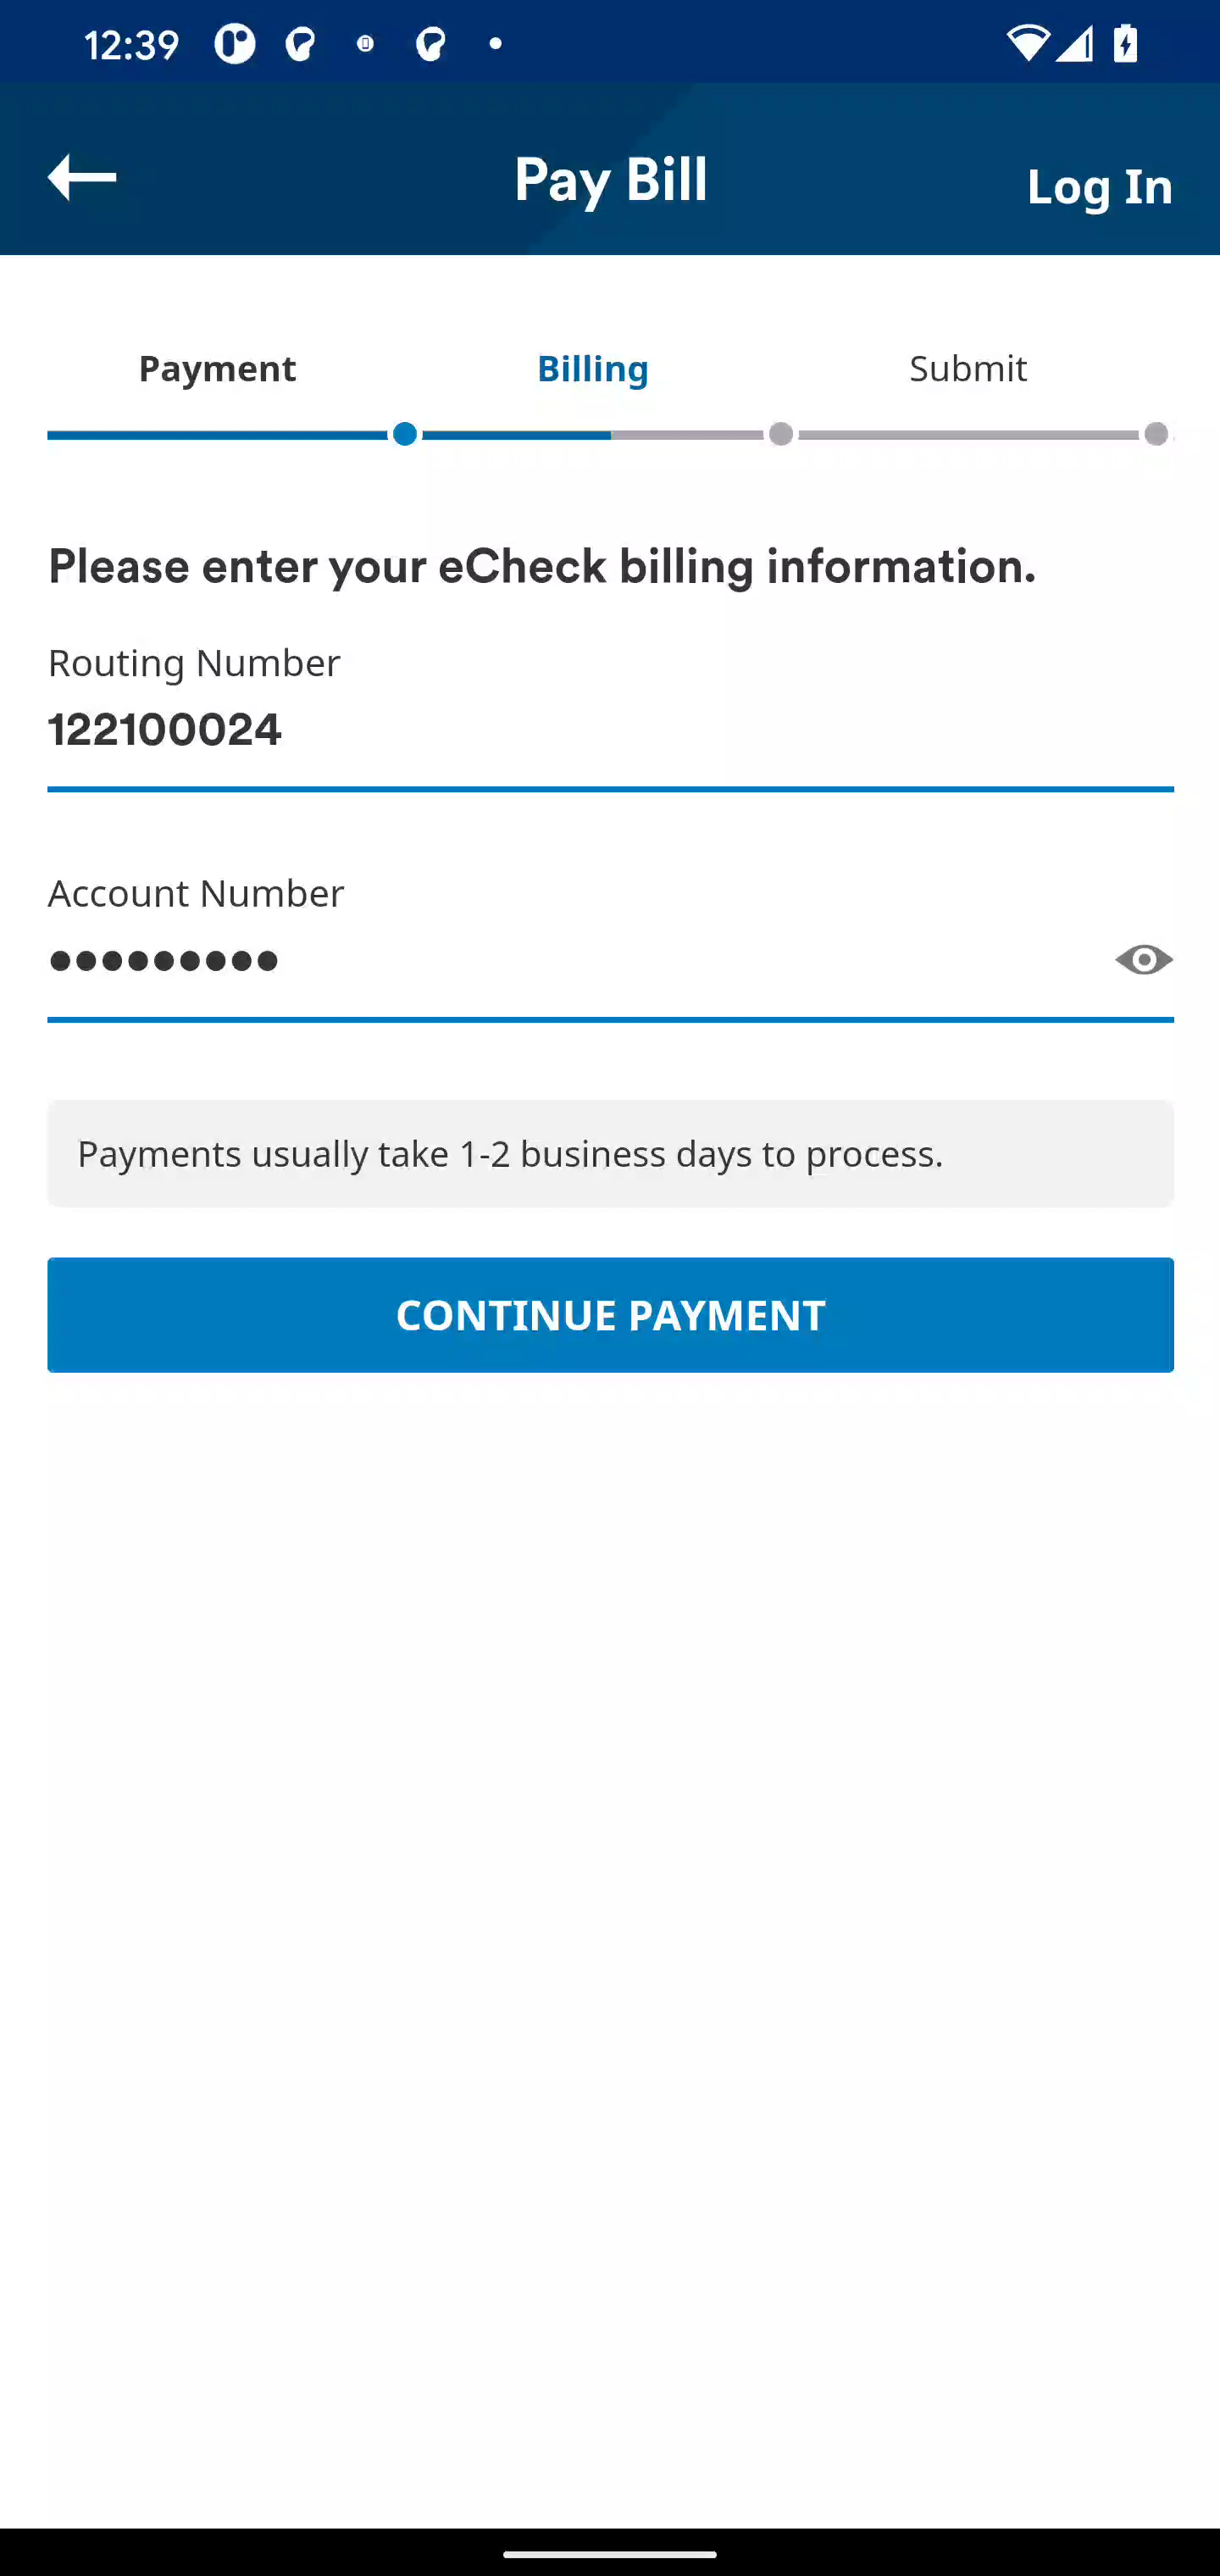 12:39
Pay Bill
Log In
Payment
Billing
Submit
Please enter your eCheck billing information.
Routing Number
122100024
Account Number
•••••••••
Payments usually take 1-2 business days to process.
CONTINUE PAYMENT